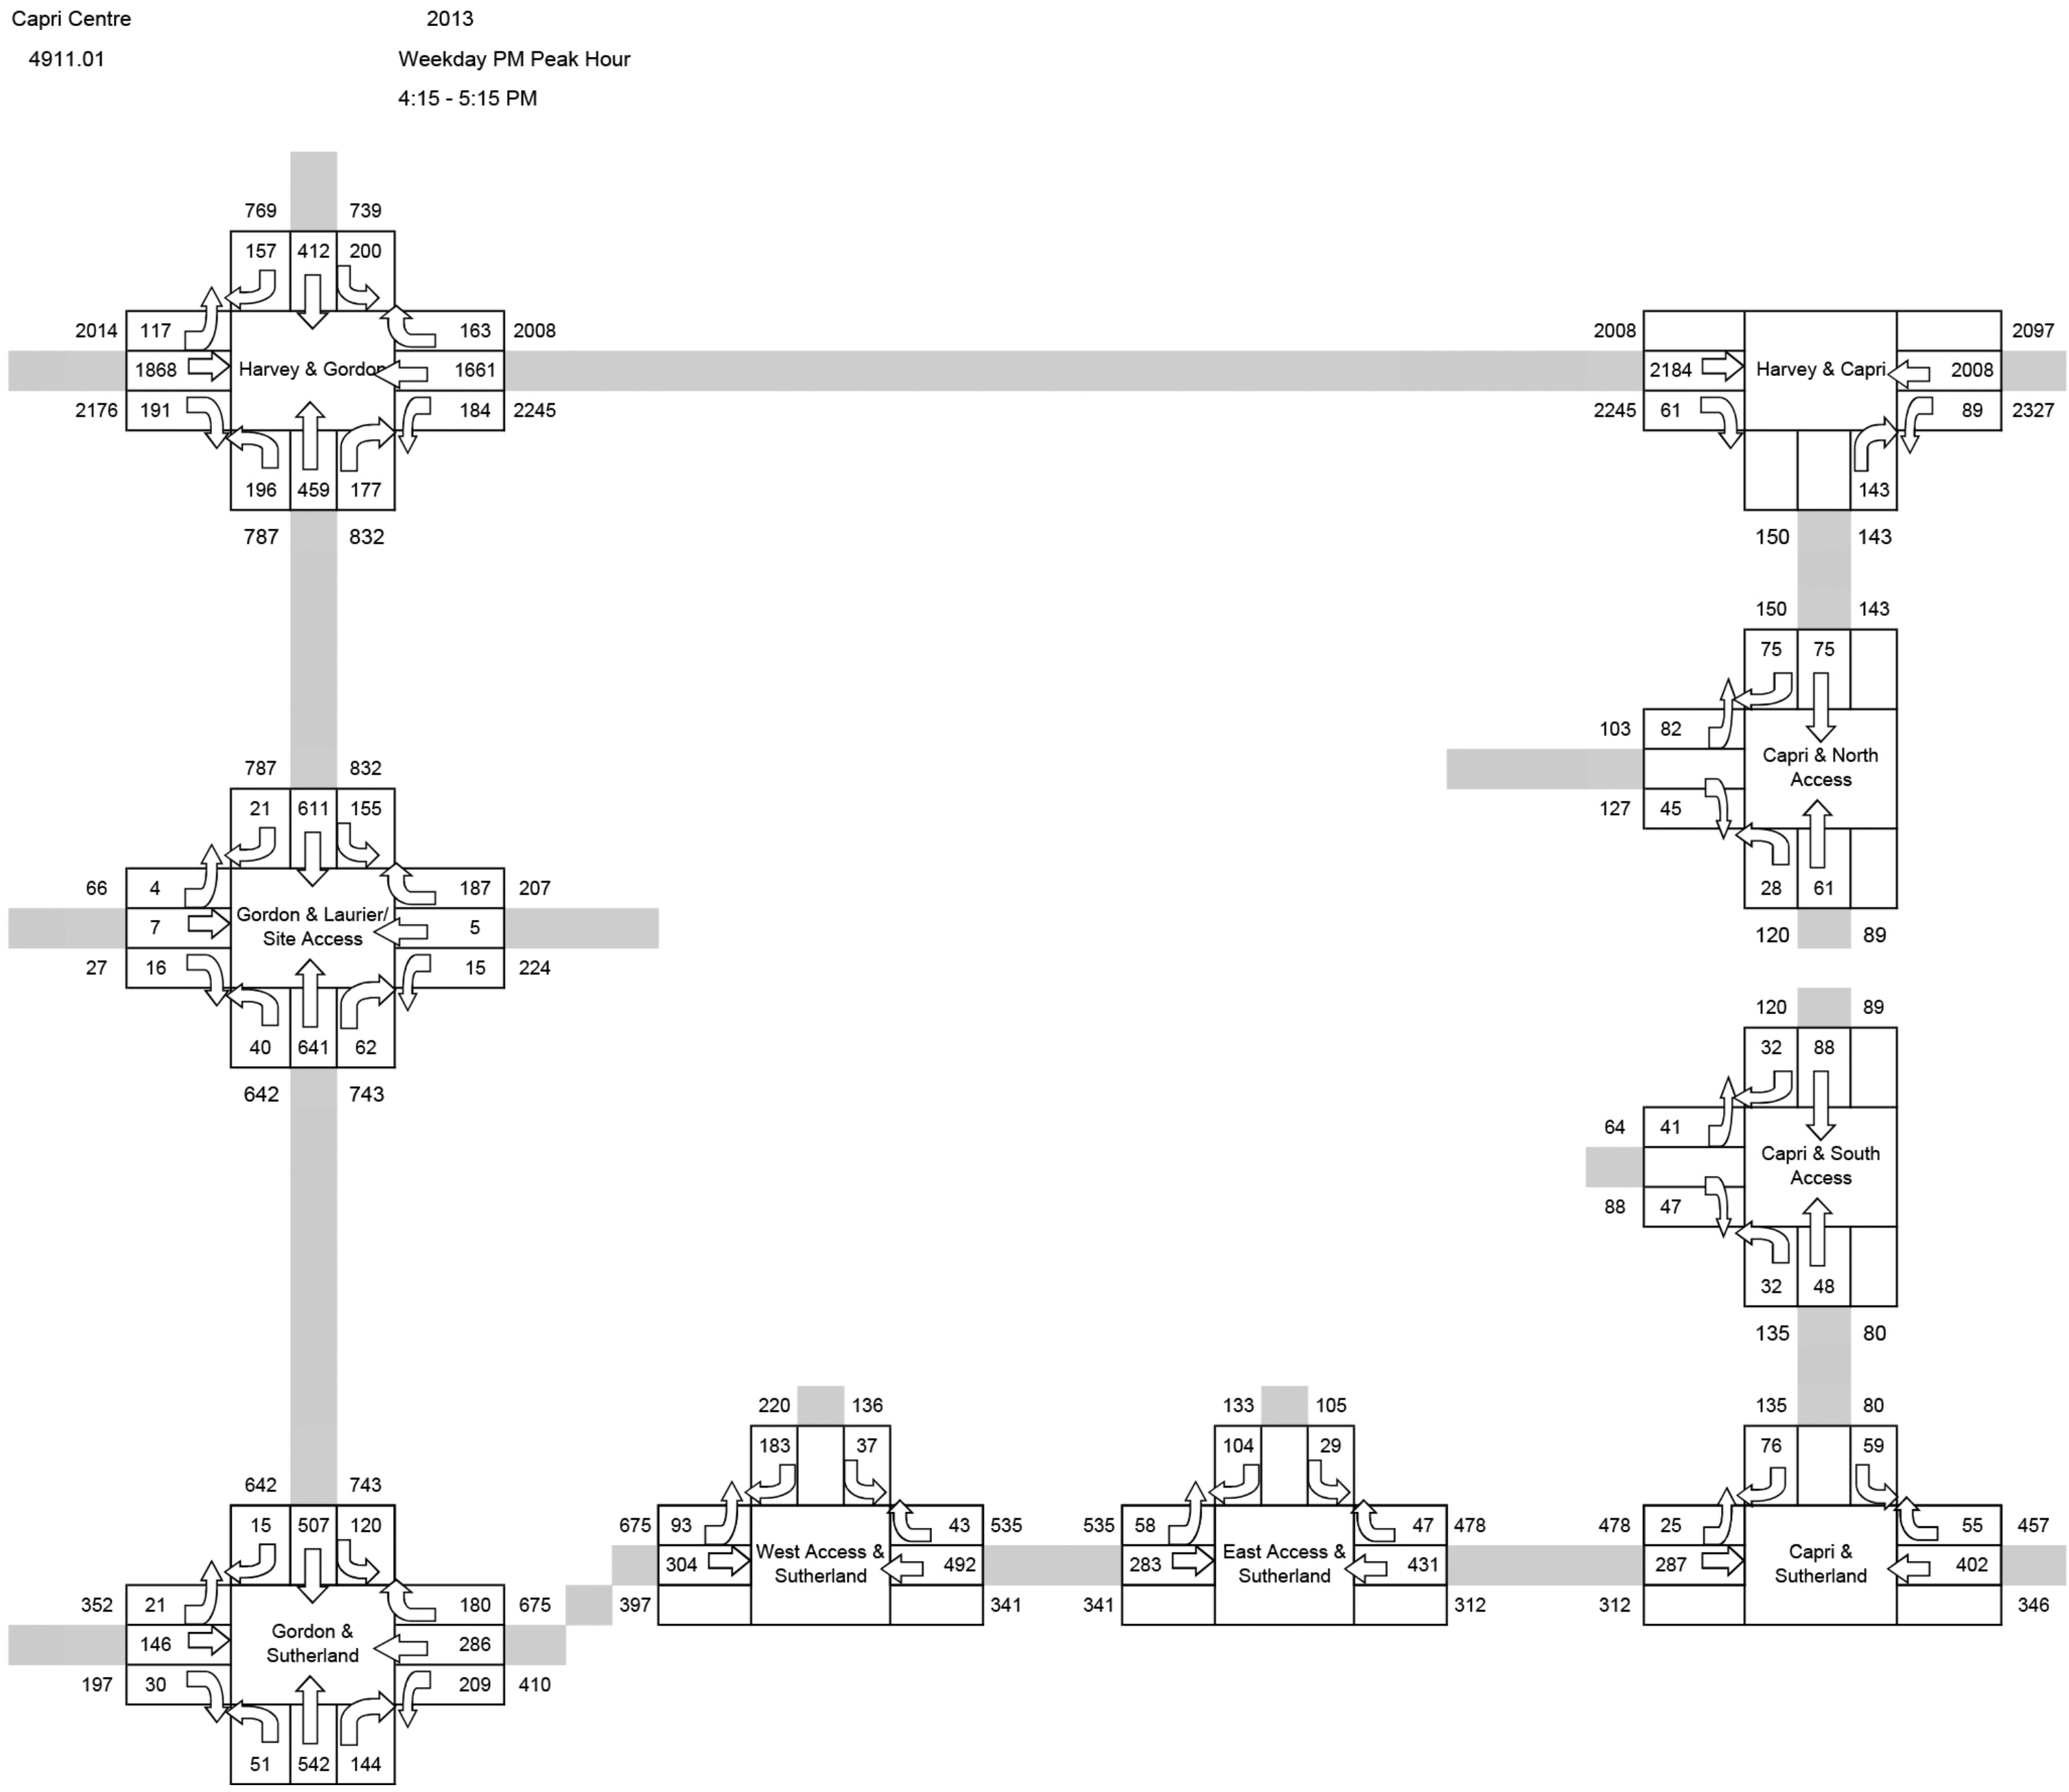 Capri Centre 2013
4911.01 Weekday PM Peak Hour
4:15 - 5:15 PM
769 739
157 412 200
2014 117 163 2008 2008 2097
1868 Harvey & Gordon 1661 2184 Harvey & Capri 2008
2176 191 184 2245 2245 61 89 2327
196 459 177 143
787 832 150 143
150 143
75 75
103 82
787 832 Capri & North
Access
21 611 155 127 45
66 4 187 207 28 61
7 Gordon & Laurier/ 5 120 89
Site Access
27 16 15 224
120 89
40 641 62 32 88
642 743
64 41
Capri & South
Access
88 47
32 48
135 80
220 136 133 105 135 80
183 37 104 29 76 59
642 743
15 507 120 675 93 43 535 535 58 47 478 478 25 55 457
304 West Access & 492 283 East Access & 431 287 Capri & 402
Sutherland Sutherland Sutherland
352 21 180 675 397 341 341 312 312 346
146 Gordon & 286
Sutherland
197 30 209 410
51 542 144